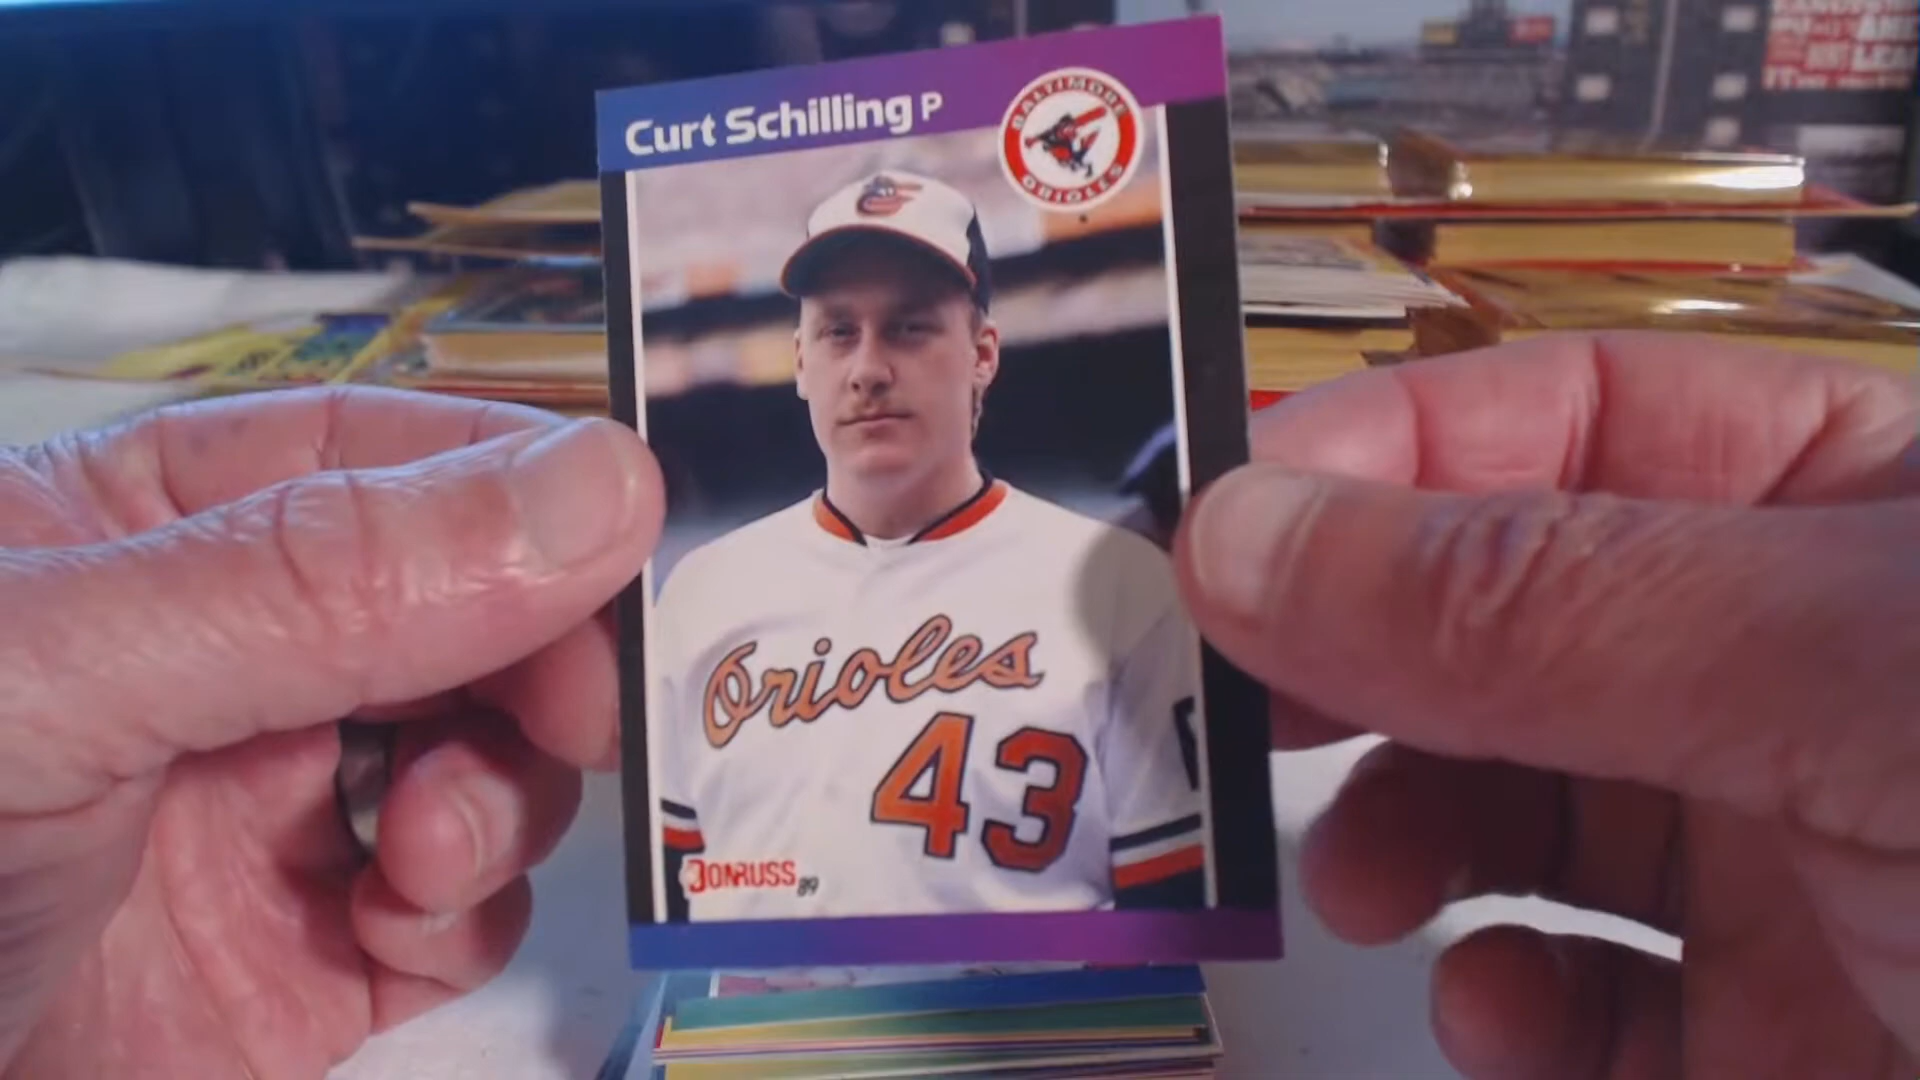 Curt Schilling P
BALTIMORE
ORIOLES
Orioles
43
DONRUSS 89